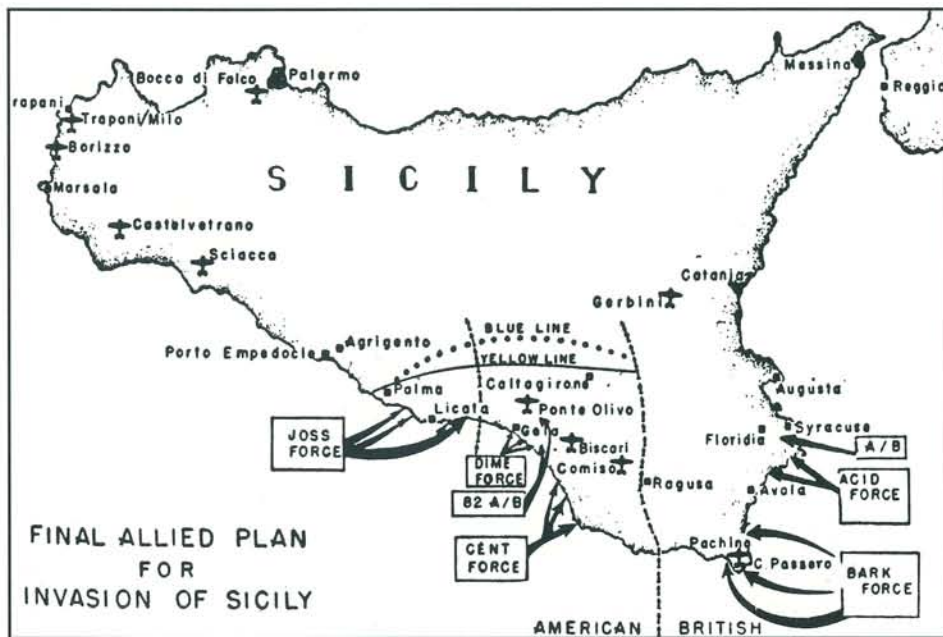 Bocca di Falco
Palermo
Messina
Reggio
rapani
Trapani/Milo
Borizzo
Marsala
SICILY
Castelvetrano
Sciacca
Catania
Gerbini
BLUE LINE
Porto Empedocle
Agrigento
YELLOW LINE
Palma
Caltagirone
Augusta
Ponte Olivo
Licata
Gela
Syracuse
Floridia
JOSS
FORCE
Biscari
A/B
DIME
FORCE
Comiso
Ragusa
Avola
ACID
FORCE
82 A/B
CENT
FORCE
Pachino
C. Passero
BARK
FORCE
FINAL ALLIED PLAN
FOR
INVASION OF SICILY
AMERICAN BRITISH